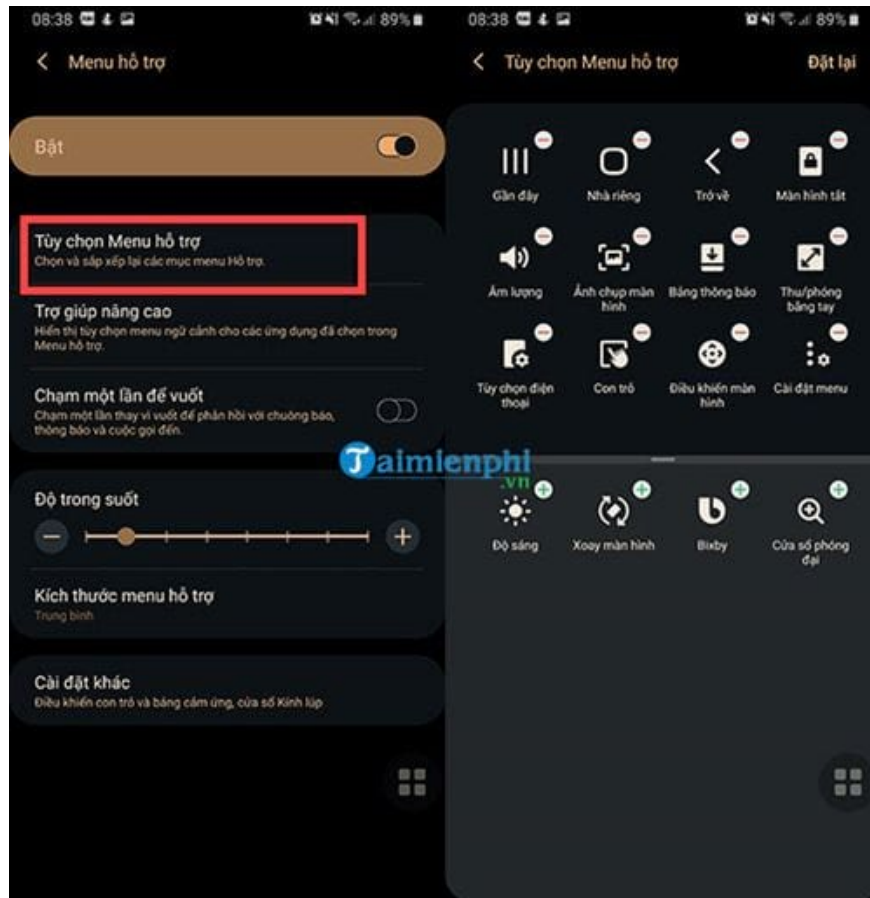 08:38
89%
Menu hỗ trợ
Bật
Tùy chọn Menu hỗ trợ
Chọn và sắp xếp lại các mục menu Hỗ trợ.
Trợ giúp nâng cao
Hiển thị tùy chọn menu ngữ cảnh cho các ứng dụng đã chọn trong
Menu hỗ trợ.
Chạm một lần để vuốt
Chạm một lần thay vì vuốt để phản hồi với chuông báo,
thông báo và cuộc gọi đến.
Độ trong suốt
Kích thước menu hỗ trợ
Trung bình
Cài đặt khác
Điều khiển con trỏ và bảng cảm ứng, cửa sổ Kính lúp
08:38
89%
Tùy chọn Menu hỗ trợ
Đặt lại
Gần đây
Nhà riêng
Trở về
Màn hình tắt
Âm lượng
Ảnh chụp màn
hình
Bảng thông báo
Thu/phóng
bằng tay
Tùy chọn điện
thoại
Con trỏ
Điều khiển màn
hình
Cài đặt menu
Độ sáng
Xoay màn hình
Bixby
Cửa sổ phóng
đại
Taimienphi
.vn